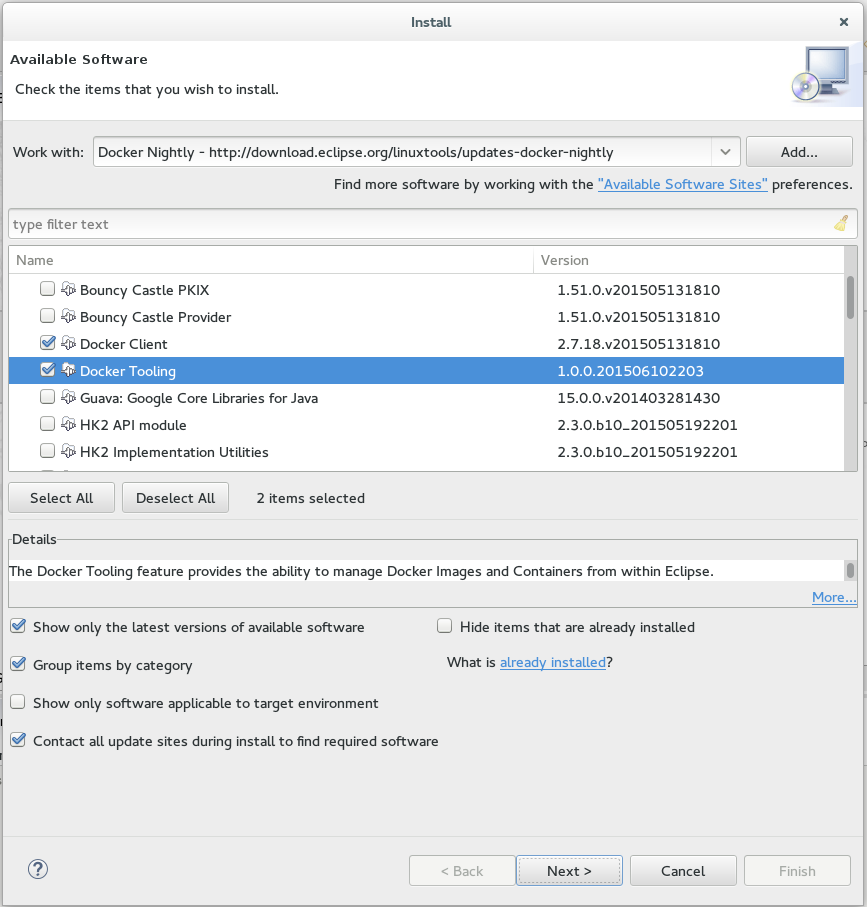 Install
Available Software
Check the items that you wish to install.
Work with: Docker Nightly - http://download.eclipse.org/linuxtools/updates-docker-nightly Add...
Find more software by working with the "Available Software Sites" preferences.
type filter text
Name Version
Bouncy Castle PKIX 1.51.0.v201505131810
Bouncy Castle Provider 1.51.0.v201505131810
Docker Client 2.7.18.v201505131810
Docker Tooling 1.0.0.201506102203
Guava: Google Core Libraries for Java 15.0.0.v201403281430
HK2 API module 2.3.0.b10_201505192201
HK2 Implementation Utilities 2.3.0.b10_201505192201
Select All Deselect All 2 items selected
Details
The Docker Tooling feature provides the ability to manage Docker Images and Containers from within Eclipse.
More...
Show only the latest versions of available software Hide items that are already installed
Group items by category What is already installed?
Show only software applicable to target environment
Contact all update sites during install to find required software
? < Back Next > Cancel Finish